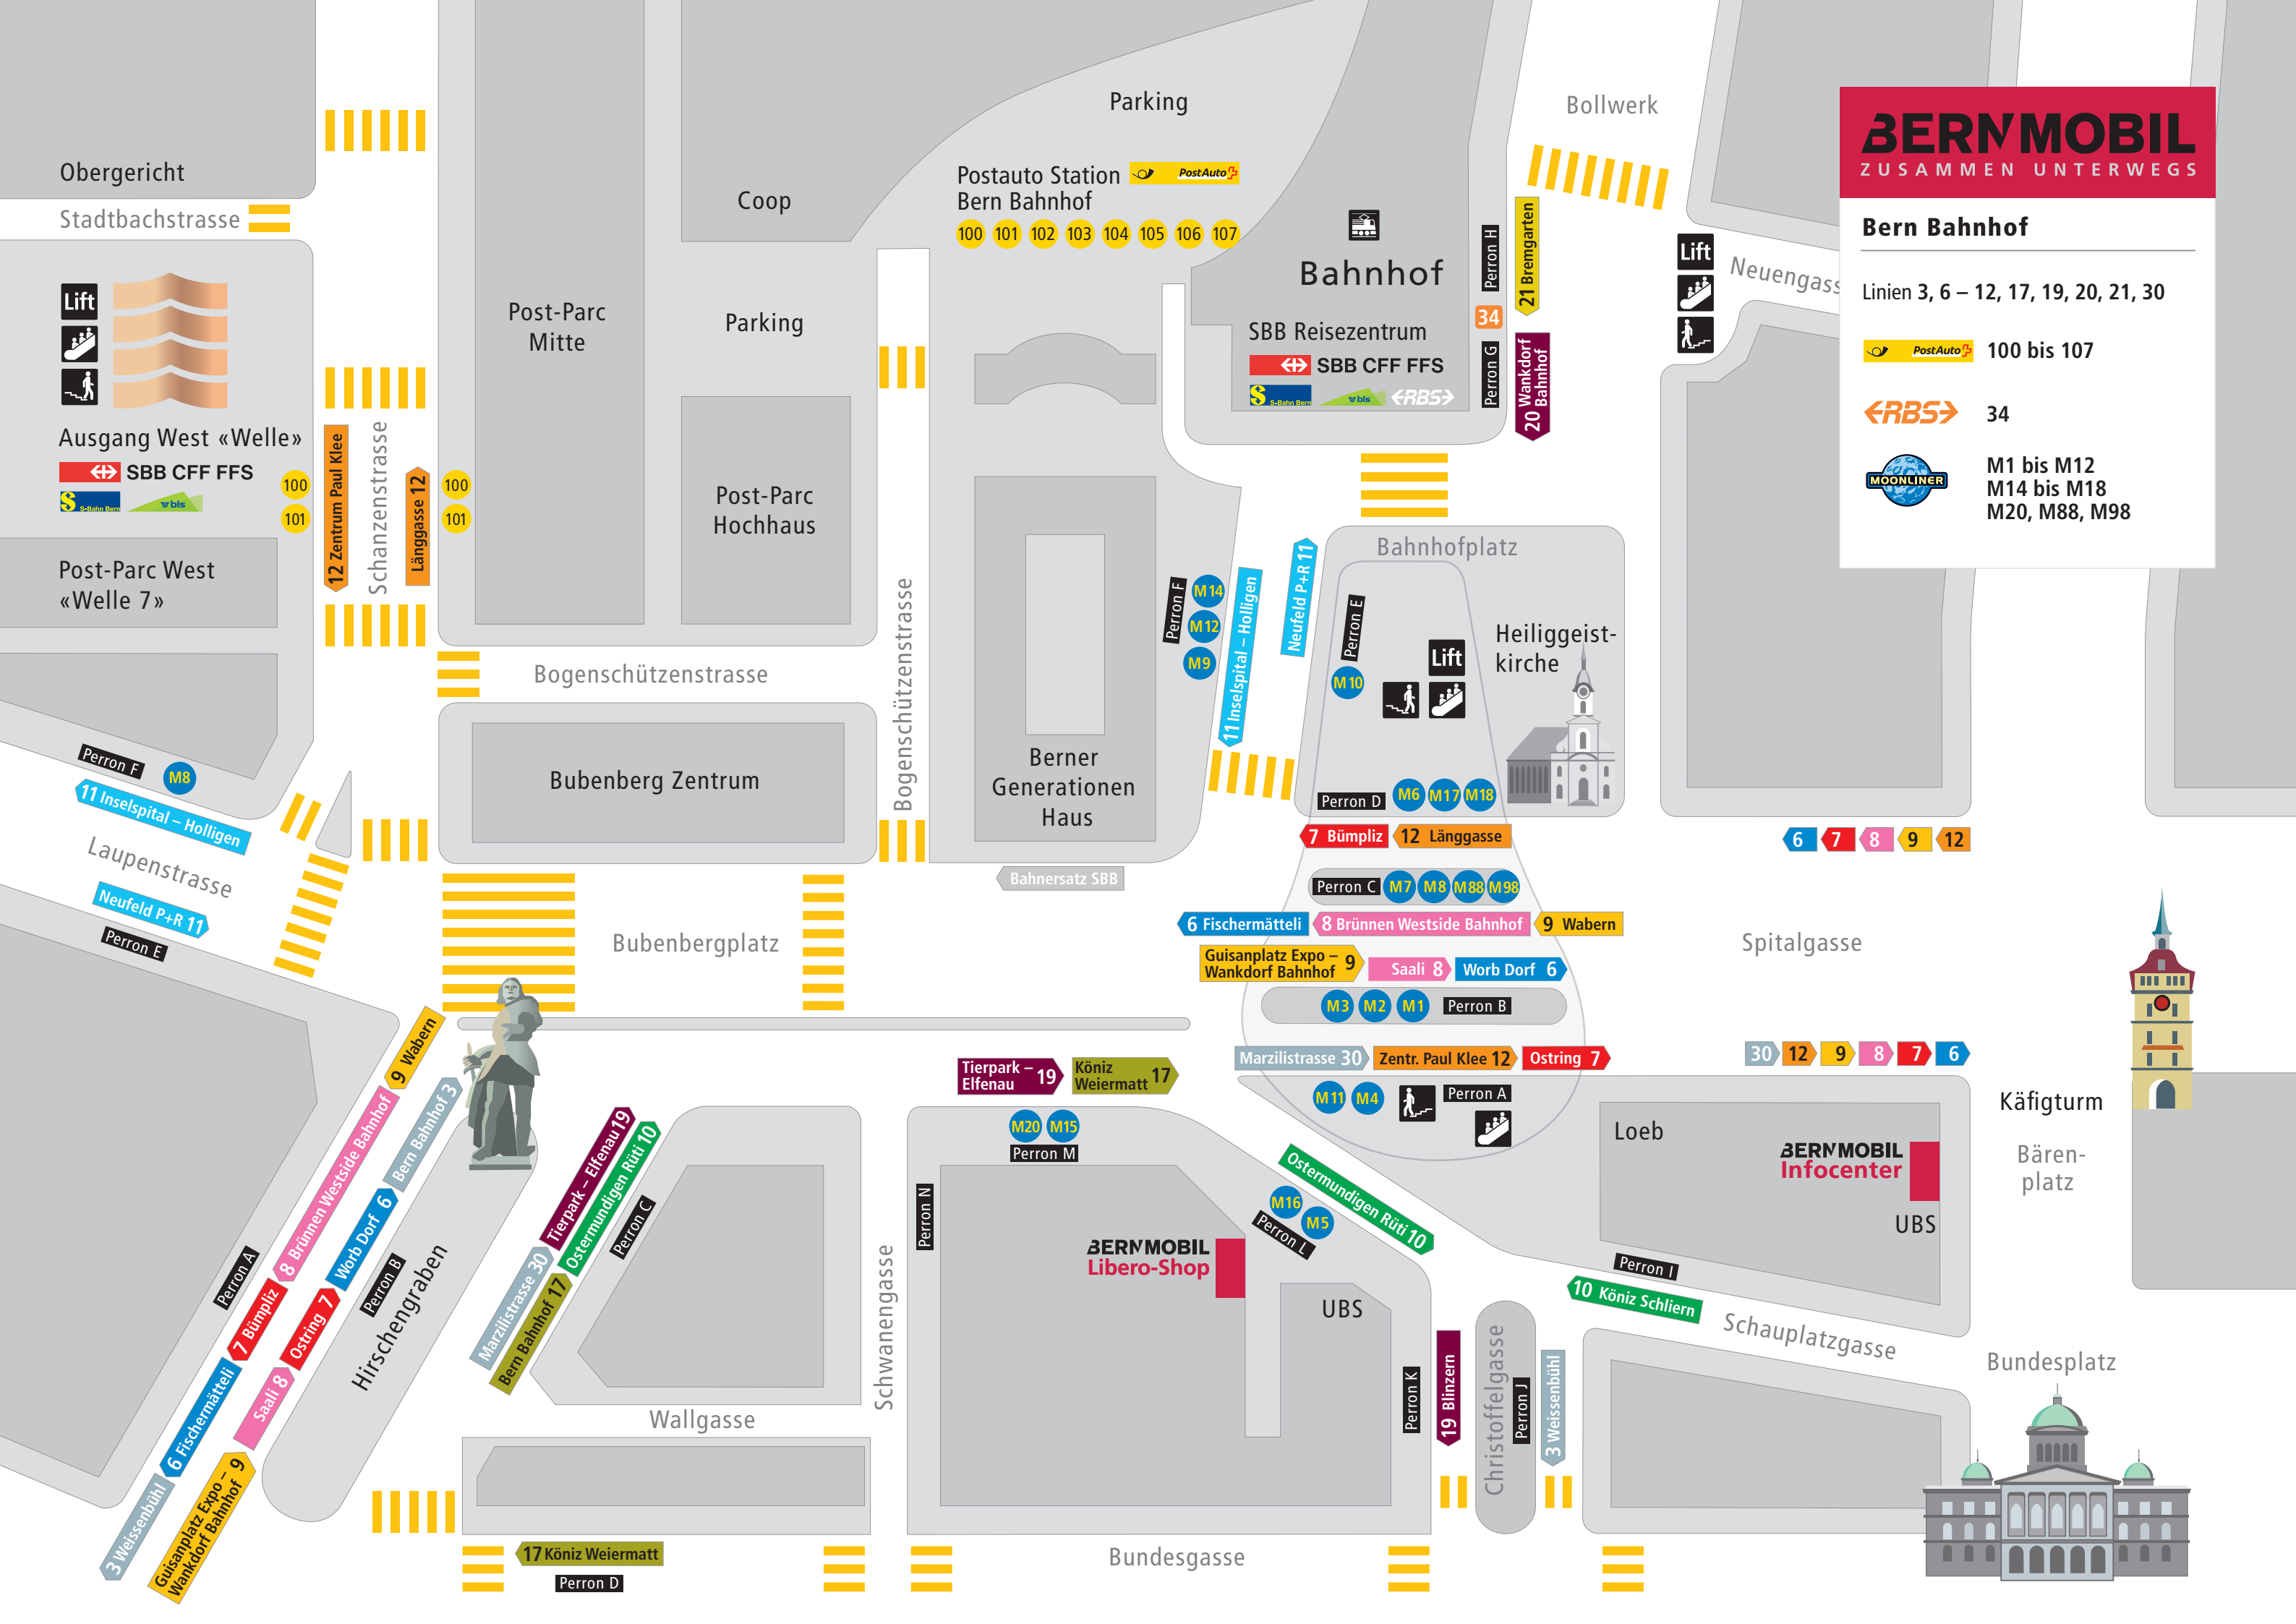 Parking
Bollwerk
BERNMOBIL
ZUSAMMEN UNTERWEGS
Bern Bahnhof
Linien 3, 6 – 12, 17, 19, 20, 21, 30
PostAuto 100 bis 107
RBS 34
MOONLINER
M1 bis M12
M14 bis M18
M20, M88, M98
Obergericht
Stadtbachstrasse
Coop
Postauto Station PostAuto
Bern Bahnhof
100 101 102 103 104 105 106 107
Bahnhof
Perron H
21 Bremgarten
34
Perron G
20 Wankdorf
Bahnhof
SBB Reisezentrum
SBB CFF FFS
S-Bahn Bern bls RBS
Lift
Neuengass
Lift
Ausgang West «Welle»
SBB CFF FFS
S-Bahn Bern bls
100
101
12 Zentrum Paul Klee
Schanzenstrasse
Länggasse 12
100
101
Post-Parc
Mitte
Parking
Post-Parc
Hochhaus
Post-Parc West
«Welle 7»
Bogenschützenstrasse
Bogenschützenstrasse
Bubenberg Zentrum
Berner
Generationen
Haus
Bahnersatz SBB
Perron F
M14
M12
M9
11 Inselspital – Holligen
Neufeld P+R 11
Bahnhofplatz
Perron E
M10
Lift
Heiliggeist-
kirche
Perron D M6 M17 M18
7 Bümpliz 12 Länggasse
Perron C M7 M8 M88 M98
6 Fischermätteli 8 Brünnen Westside Bahnhof 9 Wabern
Guisanplatz Expo –
Wankdorf Bahnhof 9 Saali 8 Worb Dorf 6
M3 M2 M1 Perron B
Marzilistrasse 30 Zentr. Paul Klee 12 Ostring 7
M11 M4 Perron A
6 7 8 9 12
Spitalgasse
30 12 9 8 7 6
Perron F M8
11 Inselspital – Holligen
Laupenstrasse
Neufeld P+R 11
Perron E
Bubenbergplatz
Tierpark –
Elfenau 19
Köniz
Weiermatt 17
M20 M15
Perron M
Perron N
9 Wabern
8 Brünnen Westside Bahnhof
7 Bümpliz
6 Fischermätteli
3 Weissenbühl
Perron A
Bern Bahnhof 3
Worb Dorf 6
Ostring 7
Saali 8
Guisanplatz Expo –
Wankdorf Bahnhof 9
Perron B
Hirschengraben
Tierpark – Elfenau 19
Marzilistrasse 30
Ostermundigen Rüti 10
Bern Bahnhof 17
Perron C
Wallgasse
Schwanengasse
17 Köniz Weiermatt
Perron D
Bundesgasse
BERNMOBIL
Libero-Shop
UBS
M16
M5
Perron L
Ostermundigen Rüti 10
Perron K
19 Blinzern
Christoffelgasse
Perron J
3 Weissenbühl
Loeb
BERNMOBIL
Infocenter
UBS
Perron I
10 Köniz Schliern
Schauplatzgasse
Käfigturm
Bären-
platz
Bundesplatz